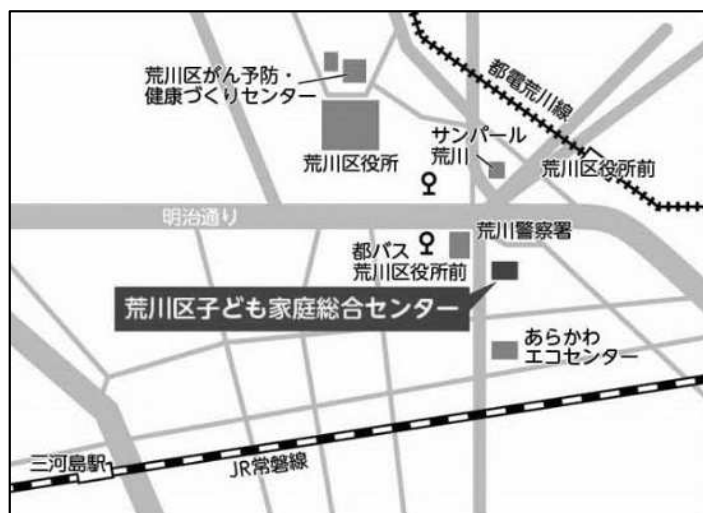 荒川区がん予防・
健康づくりセンター
荒川区役所
都電荒川線
サンパール
荒川
荒川区役所前
明治通り
荒川警察署
都バス
荒川区役所前
荒川区子ども家庭総合センター
あらかわ
エコセンター
三河島駅
JR常磐線